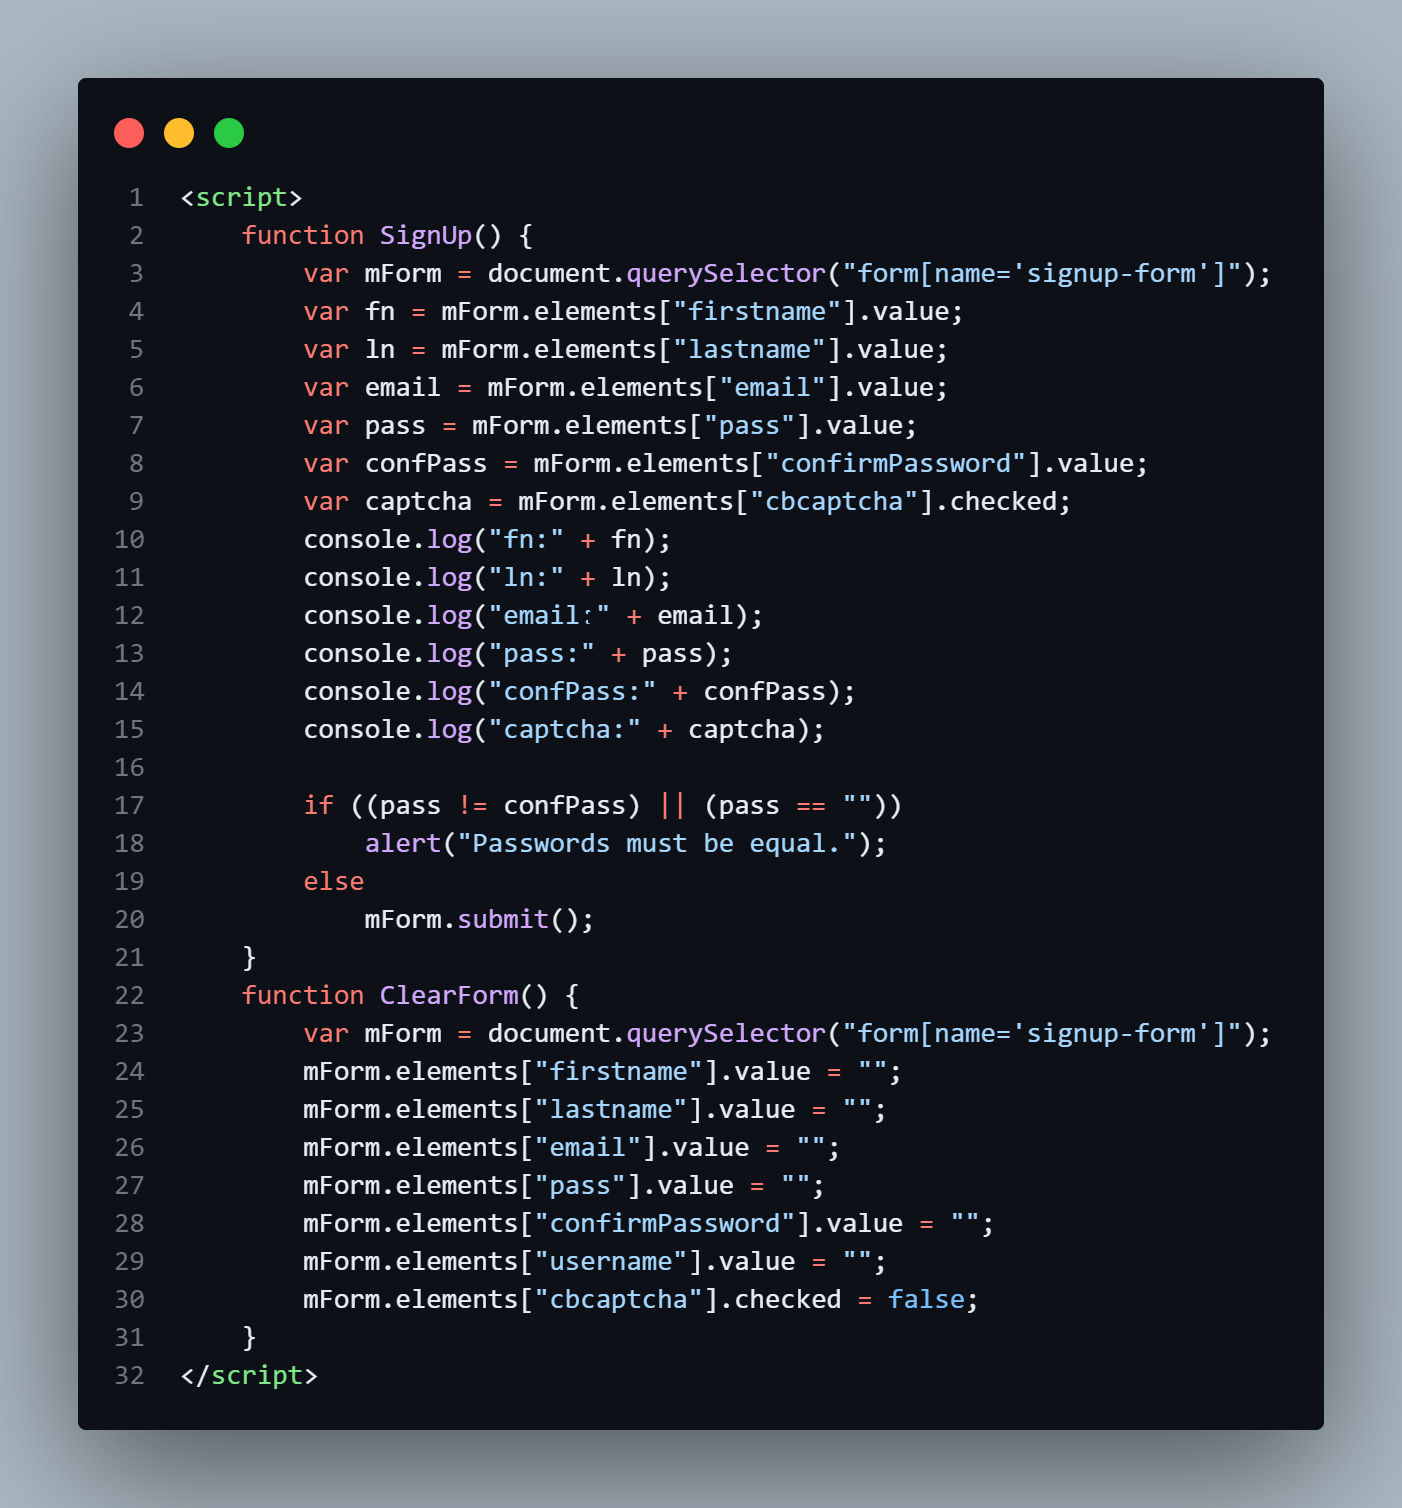 1 <script>
2 function SignUp() {
3 var mForm = document.querySelector("form[name='signup-form']");
4 var fn = mForm.elements["firstname"].value;
5 var ln = mForm.elements["lastname"].value;
6 var email = mForm.elements["email"].value;
7 var pass = mForm.elements["pass"].value;
8 var confPass = mForm.elements["confirmPassword"].value;
9 var captcha = mForm.elements["cbcaptcha"].checked;
10 console.log("fn:" + fn);
11 console.log("ln:" + ln);
12 console.log("email:" + email);
13 console.log("pass:" + pass);
14 console.log("confPass:" + confPass);
15 console.log("captcha:" + captcha);
16
17 if ((pass != confPass) || (pass == ""))
18 alert("Passwords must be equal.");
19 else
20 mForm.submit();
21 }
22 function ClearForm() {
23 var mForm = document.querySelector("form[name='signup-form']");
24 mForm.elements["firstname"].value = "";
25 mForm.elements["lastname"].value = "";
26 mForm.elements["email"].value = "";
27 mForm.elements["pass"].value = "";
28 mForm.elements["confirmPassword"].value = "";
29 mForm.elements["username"].value = "";
30 mForm.elements["cbcaptcha"].checked = false;
31 }
32 </script>